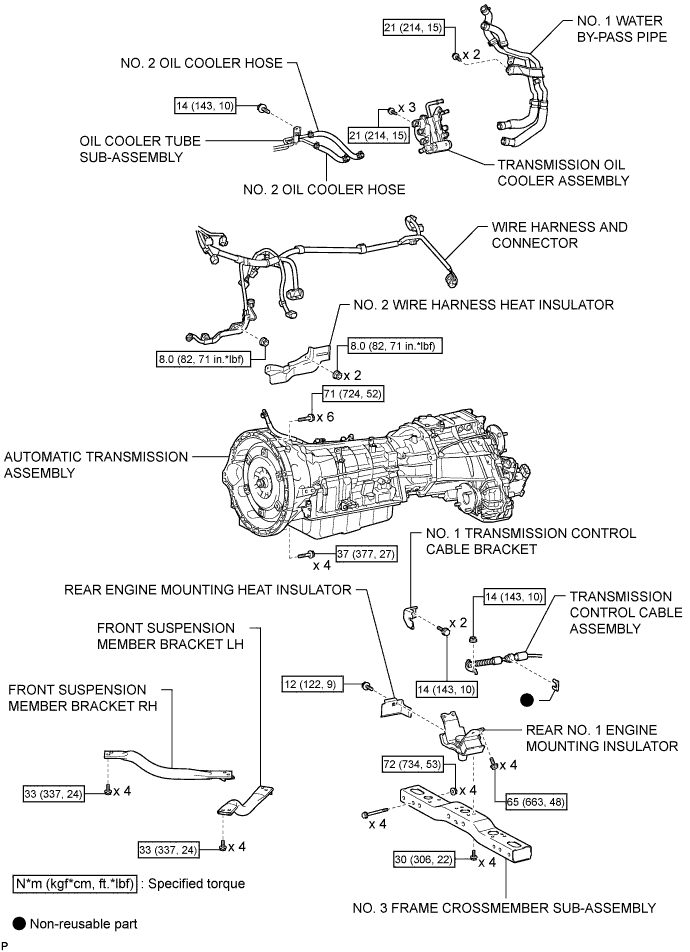 21 (214, 15)
NO. 1 WATER
BY-PASS PIPE
x 2
NO. 2 OIL COOLER HOSE
14 (143, 10)
x 3
21 (214, 15)
OIL COOLER TUBE
SUB-ASSEMBLY
TRANSMISSION OIL
COOLER ASSEMBLY
NO. 2 OIL COOLER HOSE
WIRE HARNESS AND
CONNECTOR
NO. 2 WIRE HARNESS HEAT INSULATOR
8.0 (82, 71 in.*lbf)
8.0 (82, 71 in.*lbf)
x 2
71 (724, 52)
x 6
AUTOMATIC TRANSMISSION
ASSEMBLY
NO. 1 TRANSMISSION CONTROL
CABLE BRACKET
37 (377, 27)
x 4
REAR ENGINE MOUNTING HEAT INSULATOR
14 (143, 10)
TRANSMISSION
CONTROL CABLE
ASSEMBLY
x 2
FRONT SUSPENSION
MEMBER BRACKET LH
12 (122, 9)
14 (143, 10)
FRONT SUSPENSION
MEMBER BRACKET RH
REAR NO. 1 ENGINE
MOUNTING INSULATOR
72 (734, 53)
x 4
x 4
33 (337, 24)
x 4
65 (663, 48)
x 4
33 (337, 24)
x 4
30 (306, 22)
x 4
N*m (kgf*cm, ft.*lbf) : Specified torque
NO. 3 FRAME CROSSMEMBER SUB-ASSEMBLY
Non-reusable part
P